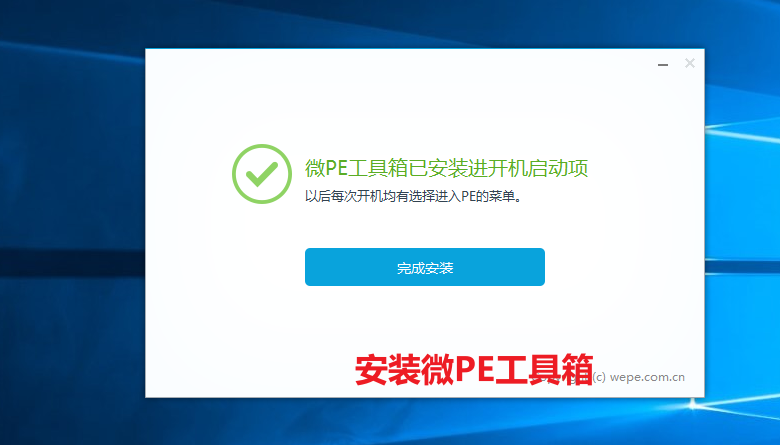 微PE工具箱已安装进开机启动项
以后每次开机均有选择进入PE的菜单。
完成安装
安装微PE工具箱
(c) wepe.com.cn